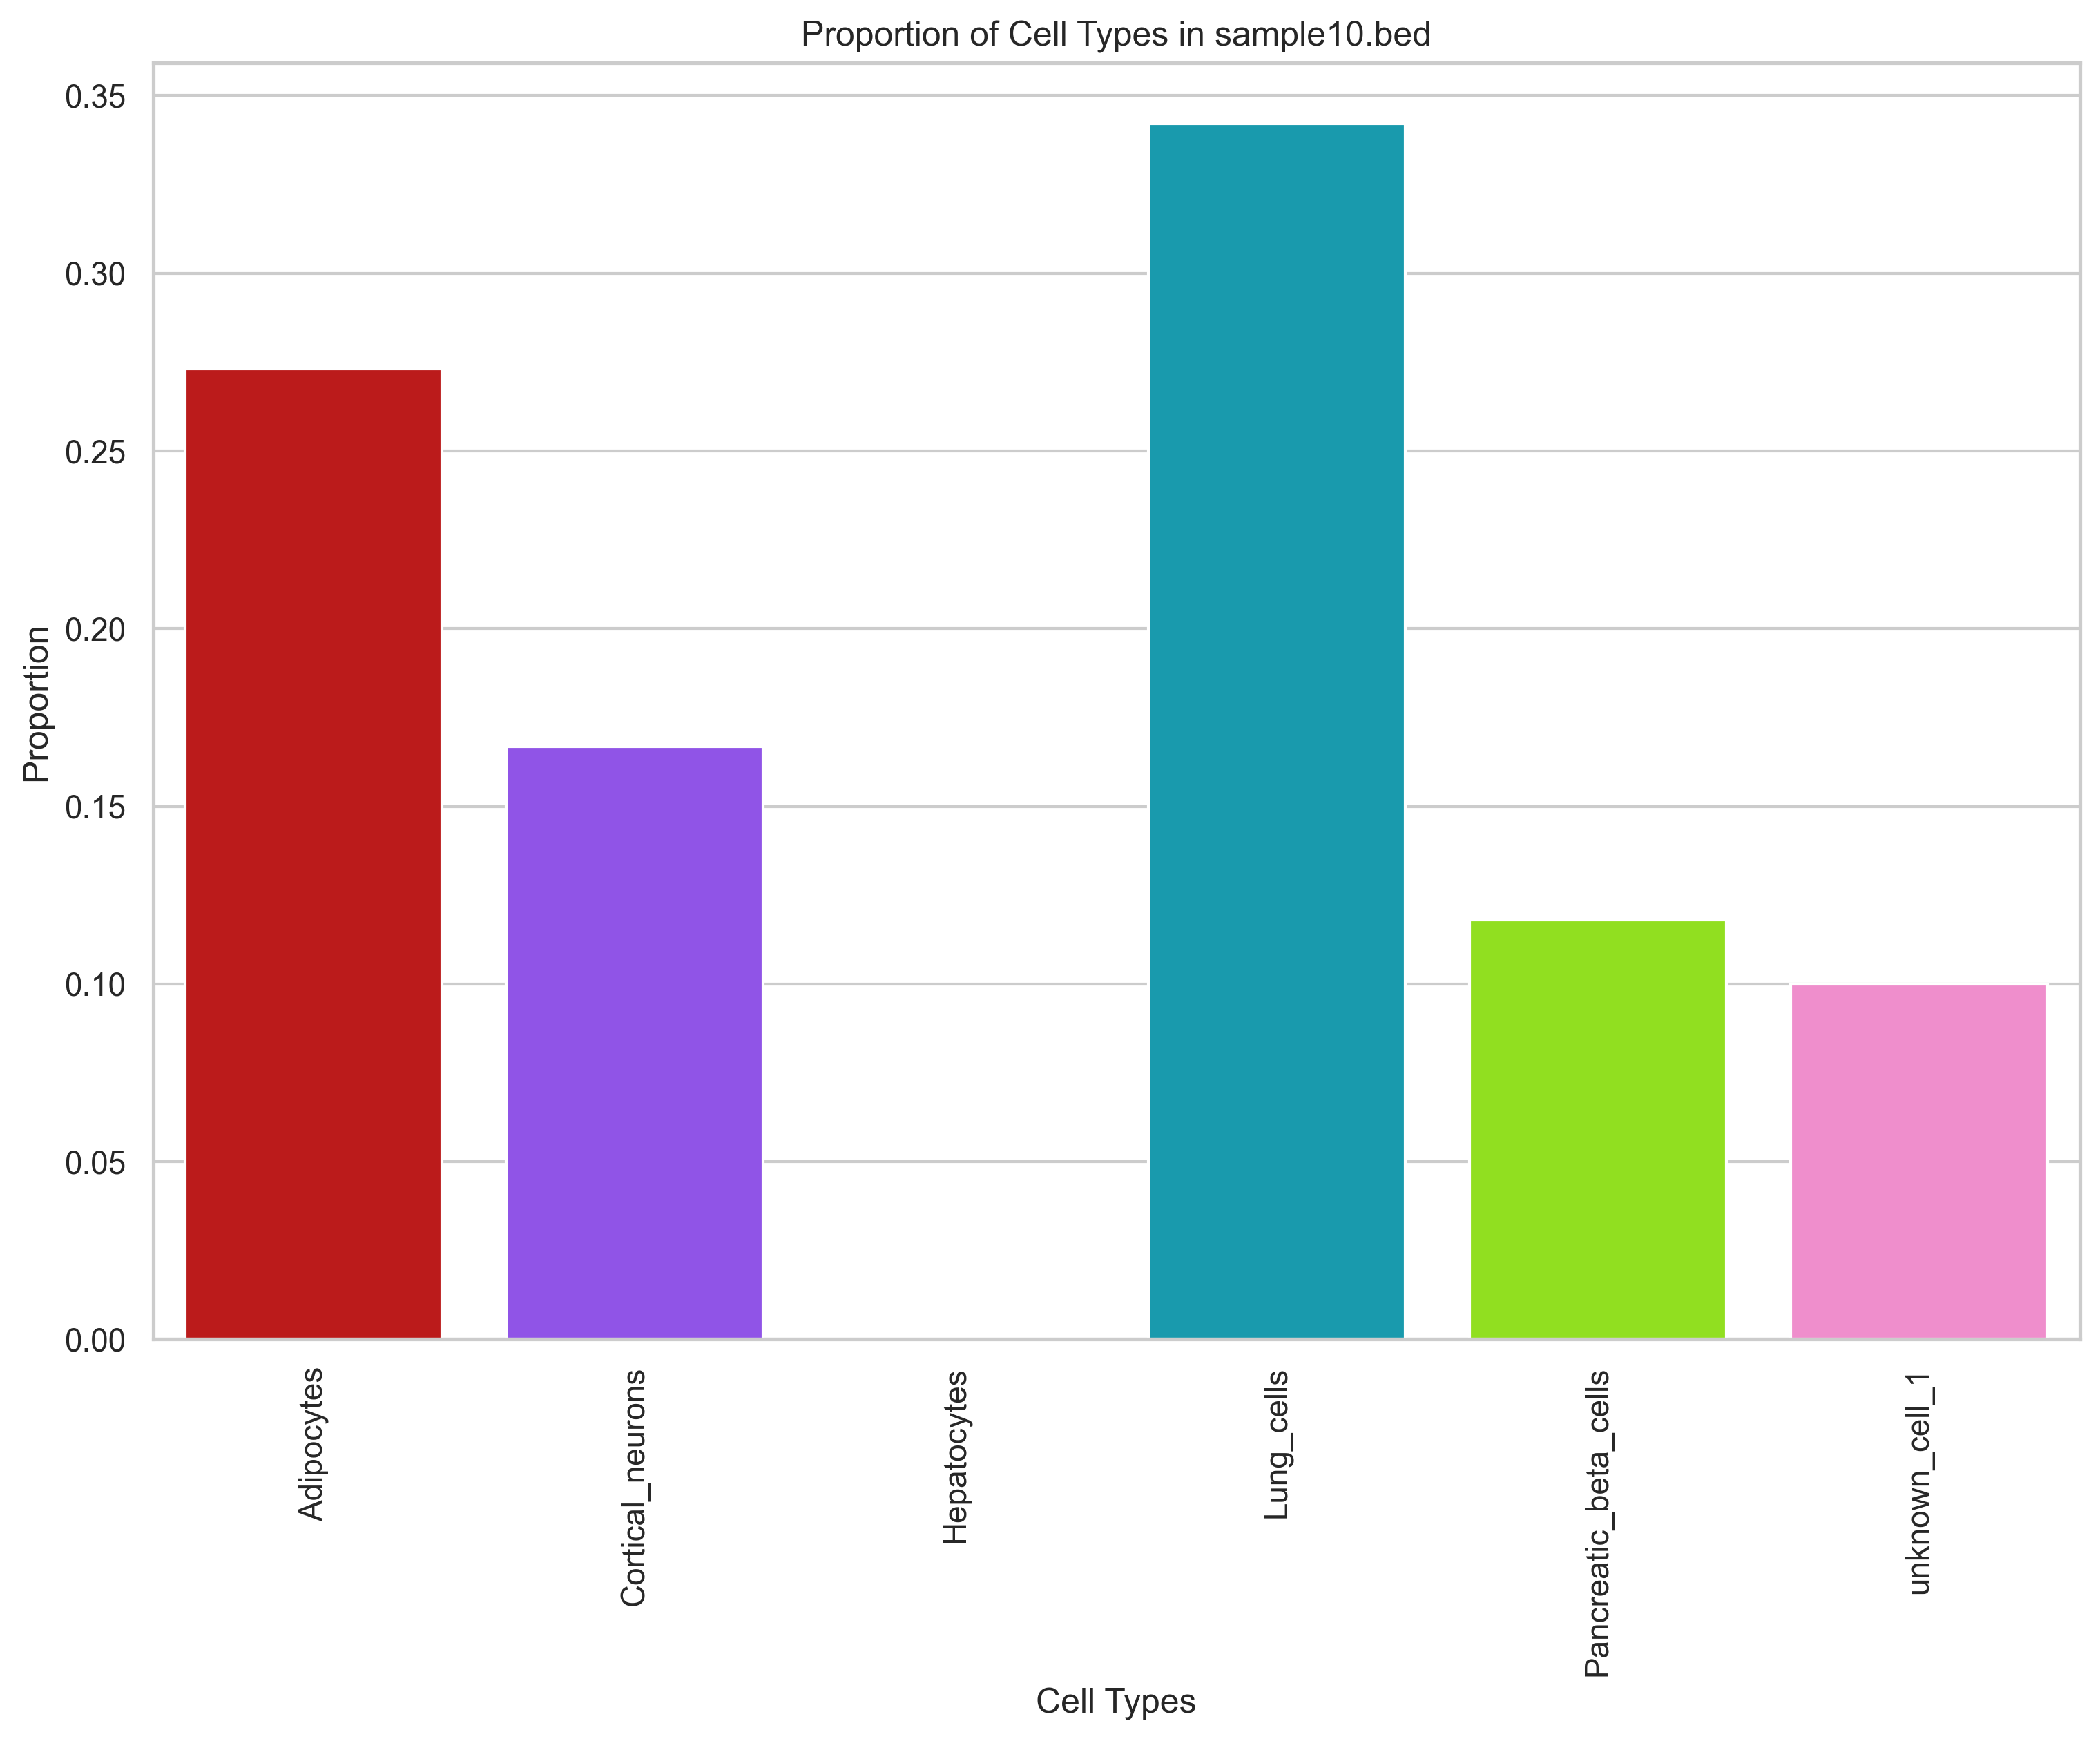 Proportion of Cell Types in sample10.bed
0.35
0.30
0.25
0.20
0.15
0.10
0.05
0.00
Proportion
Adipocytes
Cortical_neurons
Hepatocytes
Lung_cells
Pancreatic_beta_cells
unknown_cell_1
Cell Types